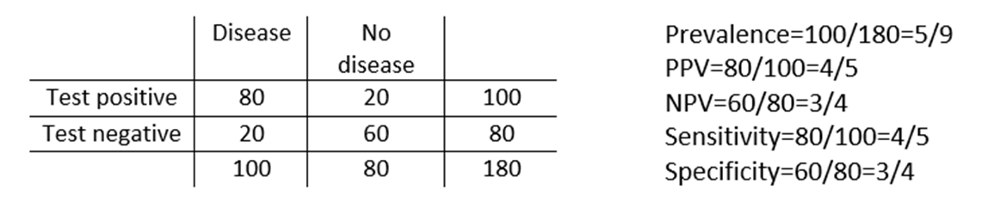 Disease No disease
Test positive 80 20 100
Test negative 20 60 80
100 80 180
Prevalence=100/180=5/9
PPV=80/100=4/5
NPV=60/80=3/4
Sensitivity=80/100=4/5
Specificity=60/80=3/4